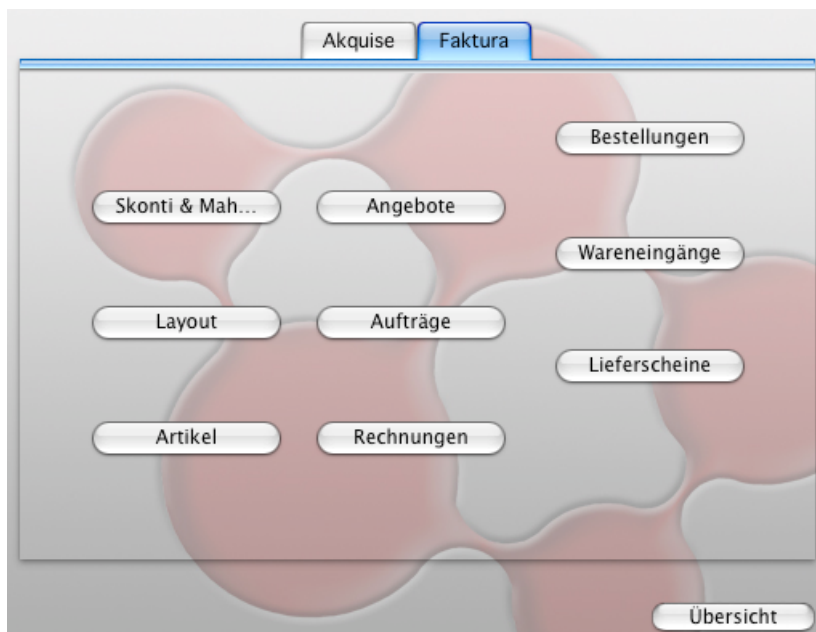 Akquise
Faktura
Bestellungen
Skonti & Mah...
Angebote
Wareneingänge
Layout
Aufträge
Lieferscheine
Artikel
Rechnungen
Übersicht